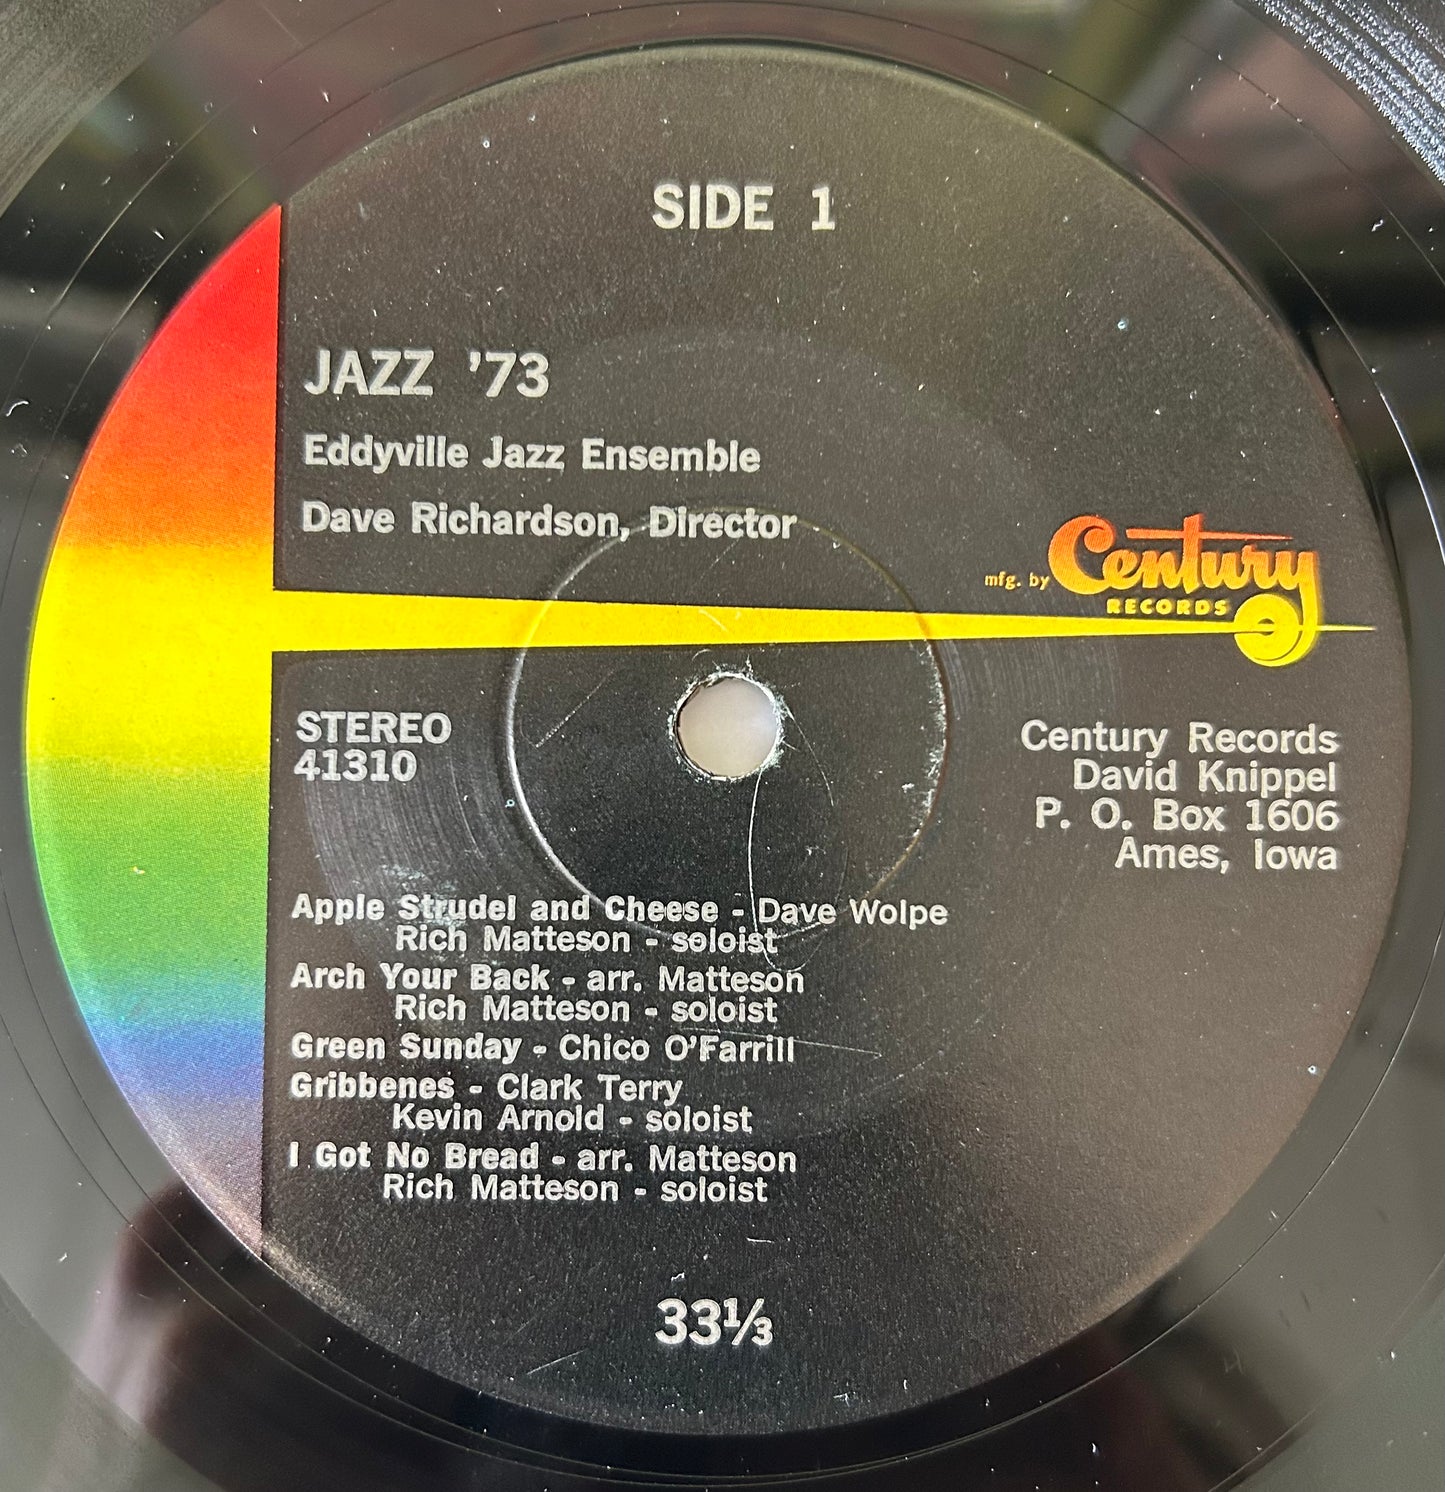 SIDE 1
JAZZ '73
Eddyville Jazz Ensemble
Dave Richardson, Director
mfg. by Century
RECORDS
STEREO
41310
Century Records
David Knippel
P. O. Box 1606
Ames, Iowa
Apple Strudel and Cheese - Dave Wolpe
Rich Matteson - soloist
Arch Your Back - arr. Matteson
Rich Matteson - soloist
Green Sunday - Chico O'Farrill
Gribbenes - Clark Terry
Kevin Arnold - soloist
I Got No Bread - arr. Matteson
Rich Matteson - soloist
33⅓